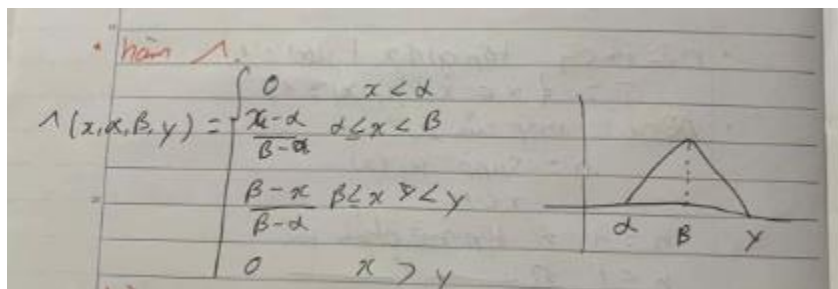 • hàm Λ.
0 x < α
Λ(x,α,β,γ) = { x-α / β-α α ≤ x < β
β-x / β-α β ≤ x < γ
0 x > γ
α β γ